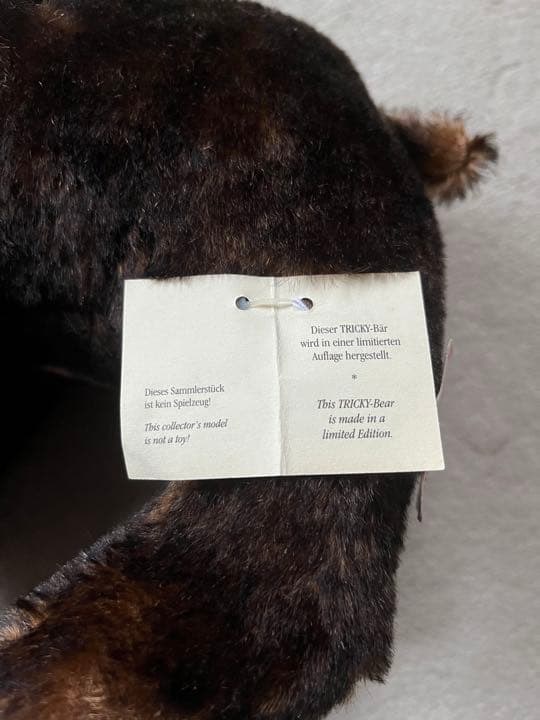 Dieses Sammlerstück
ist kein Spielzeug!
This collector's model
is not a toy!
Dieser TRICKY-Bär
wird in einer limitierten
Auflage hergestellt.
*
This TRICKY-Bear
is made in a
limited Edition.